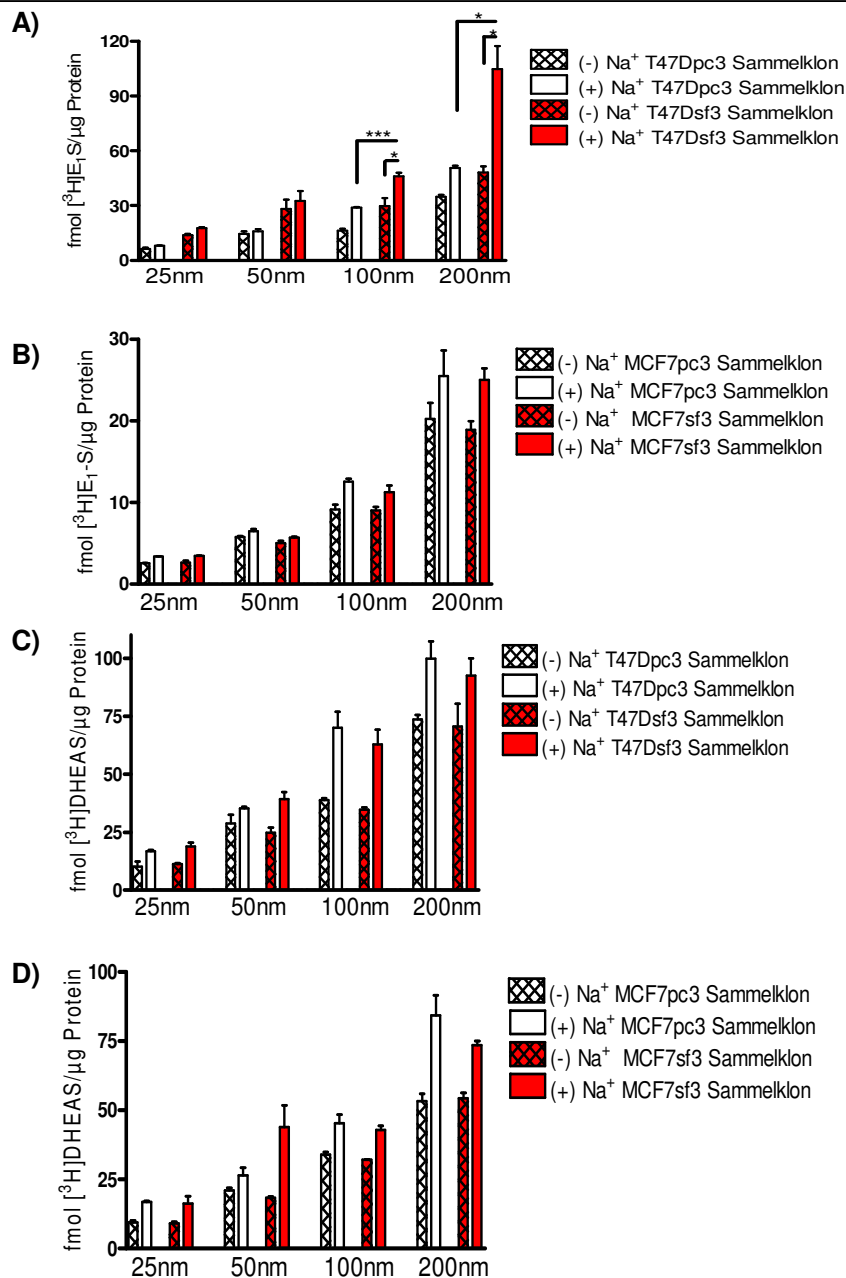 A)
fmol [³H]E₁S/µg Protein
120
90
60
30
0
25nm 50nm 100nm 200nm
*
*
***
*
(-) Na⁺ T47Dpc3 Sammelklon
(+) Na⁺ T47Dpc3 Sammelklon
(-) Na⁺ T47Dsf3 Sammelklon
(+) Na⁺ T47Dsf3 Sammelklon
B)
fmol [³H]E₁-S/µg Protein
30
20
10
0
25nm 50nm 100nm 200nm
(-) Na⁺ MCF7pc3 Sammelklon
(+) Na⁺ MCF7pc3 Sammelklon
(-) Na⁺ MCF7sf3 Sammelklon
(+) Na⁺ MCF7sf3 Sammelklon
C)
fmol [³H]DHEAS/µg Protein
100
75
50
25
0
25nm 50nm 100nm 200nm
(-) Na⁺ T47Dpc3 Sammelklon
(+) Na⁺ T47Dpc3 Sammelklon
(-) Na⁺ T47Dsf3 Sammelklon
(+) Na⁺ T47Dsf3 Sammelklon
D)
fmol [³H]DHEAS/µg Protein
100
75
50
25
0
25nm 50nm 100nm 200nm
(-) Na⁺ MCF7pc3 Sammelklon
(+) Na⁺ MCF7pc3 Sammelklon
(-) Na⁺ MCF7sf3 Sammelklon
(+) Na⁺ MCF7sf3 Sammelklon